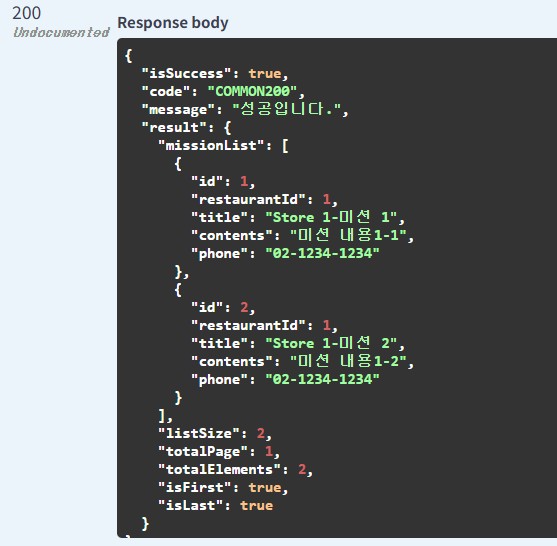 200
Undocumented
Response body
{
  "isSuccess": true,
  "code": "COMMON200",
  "message": "성공입니다.",
  "result": {
    "missionList": [
      {
        "id": 1,
        "restaurantId": 1,
        "title": "Store 1-미션 1",
        "contents": "미션 내용1-1",
        "phone": "02-1234-1234"
      },
      {
        "id": 2,
        "restaurantId": 1,
        "title": "Store 1-미션 2",
        "contents": "미션 내용1-2",
        "phone": "02-1234-1234"
      }
    ],
    "listSize": 2,
    "totalPage": 1,
    "totalElements": 2,
    "isFirst": true,
    "isLast": true
  }
}